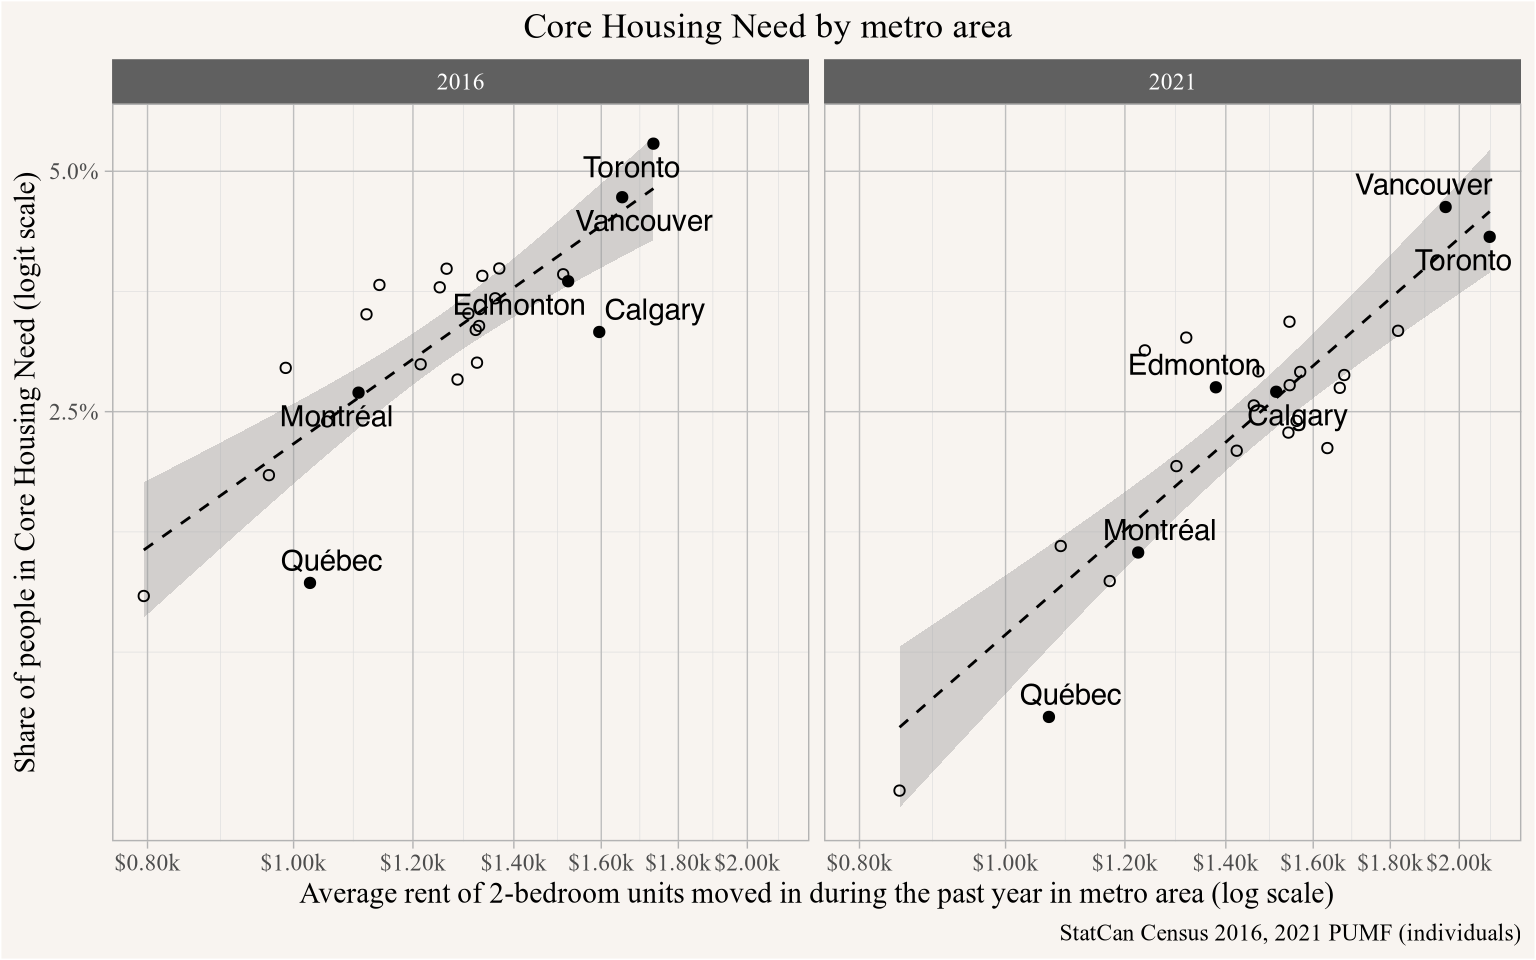 Core Housing Need by metro area
2016
2021
Share of people in Core Housing Need (logit scale)
5.0%
2.5%
Toronto
Vancouver
Edmonton
Calgary
Montréal
Québec
Vancouver
Toronto
Edmonton
Calgary
Montréal
Québec
$0.80k $1.00k $1.20k $1.40k $1.60k $1.80k $2.00k
$0.80k $1.00k $1.20k $1.40k $1.60k $1.80k $2.00k
Average rent of 2-bedroom units moved in during the past year in metro area (log scale)
StatCan Census 2016, 2021 PUMF (individuals)